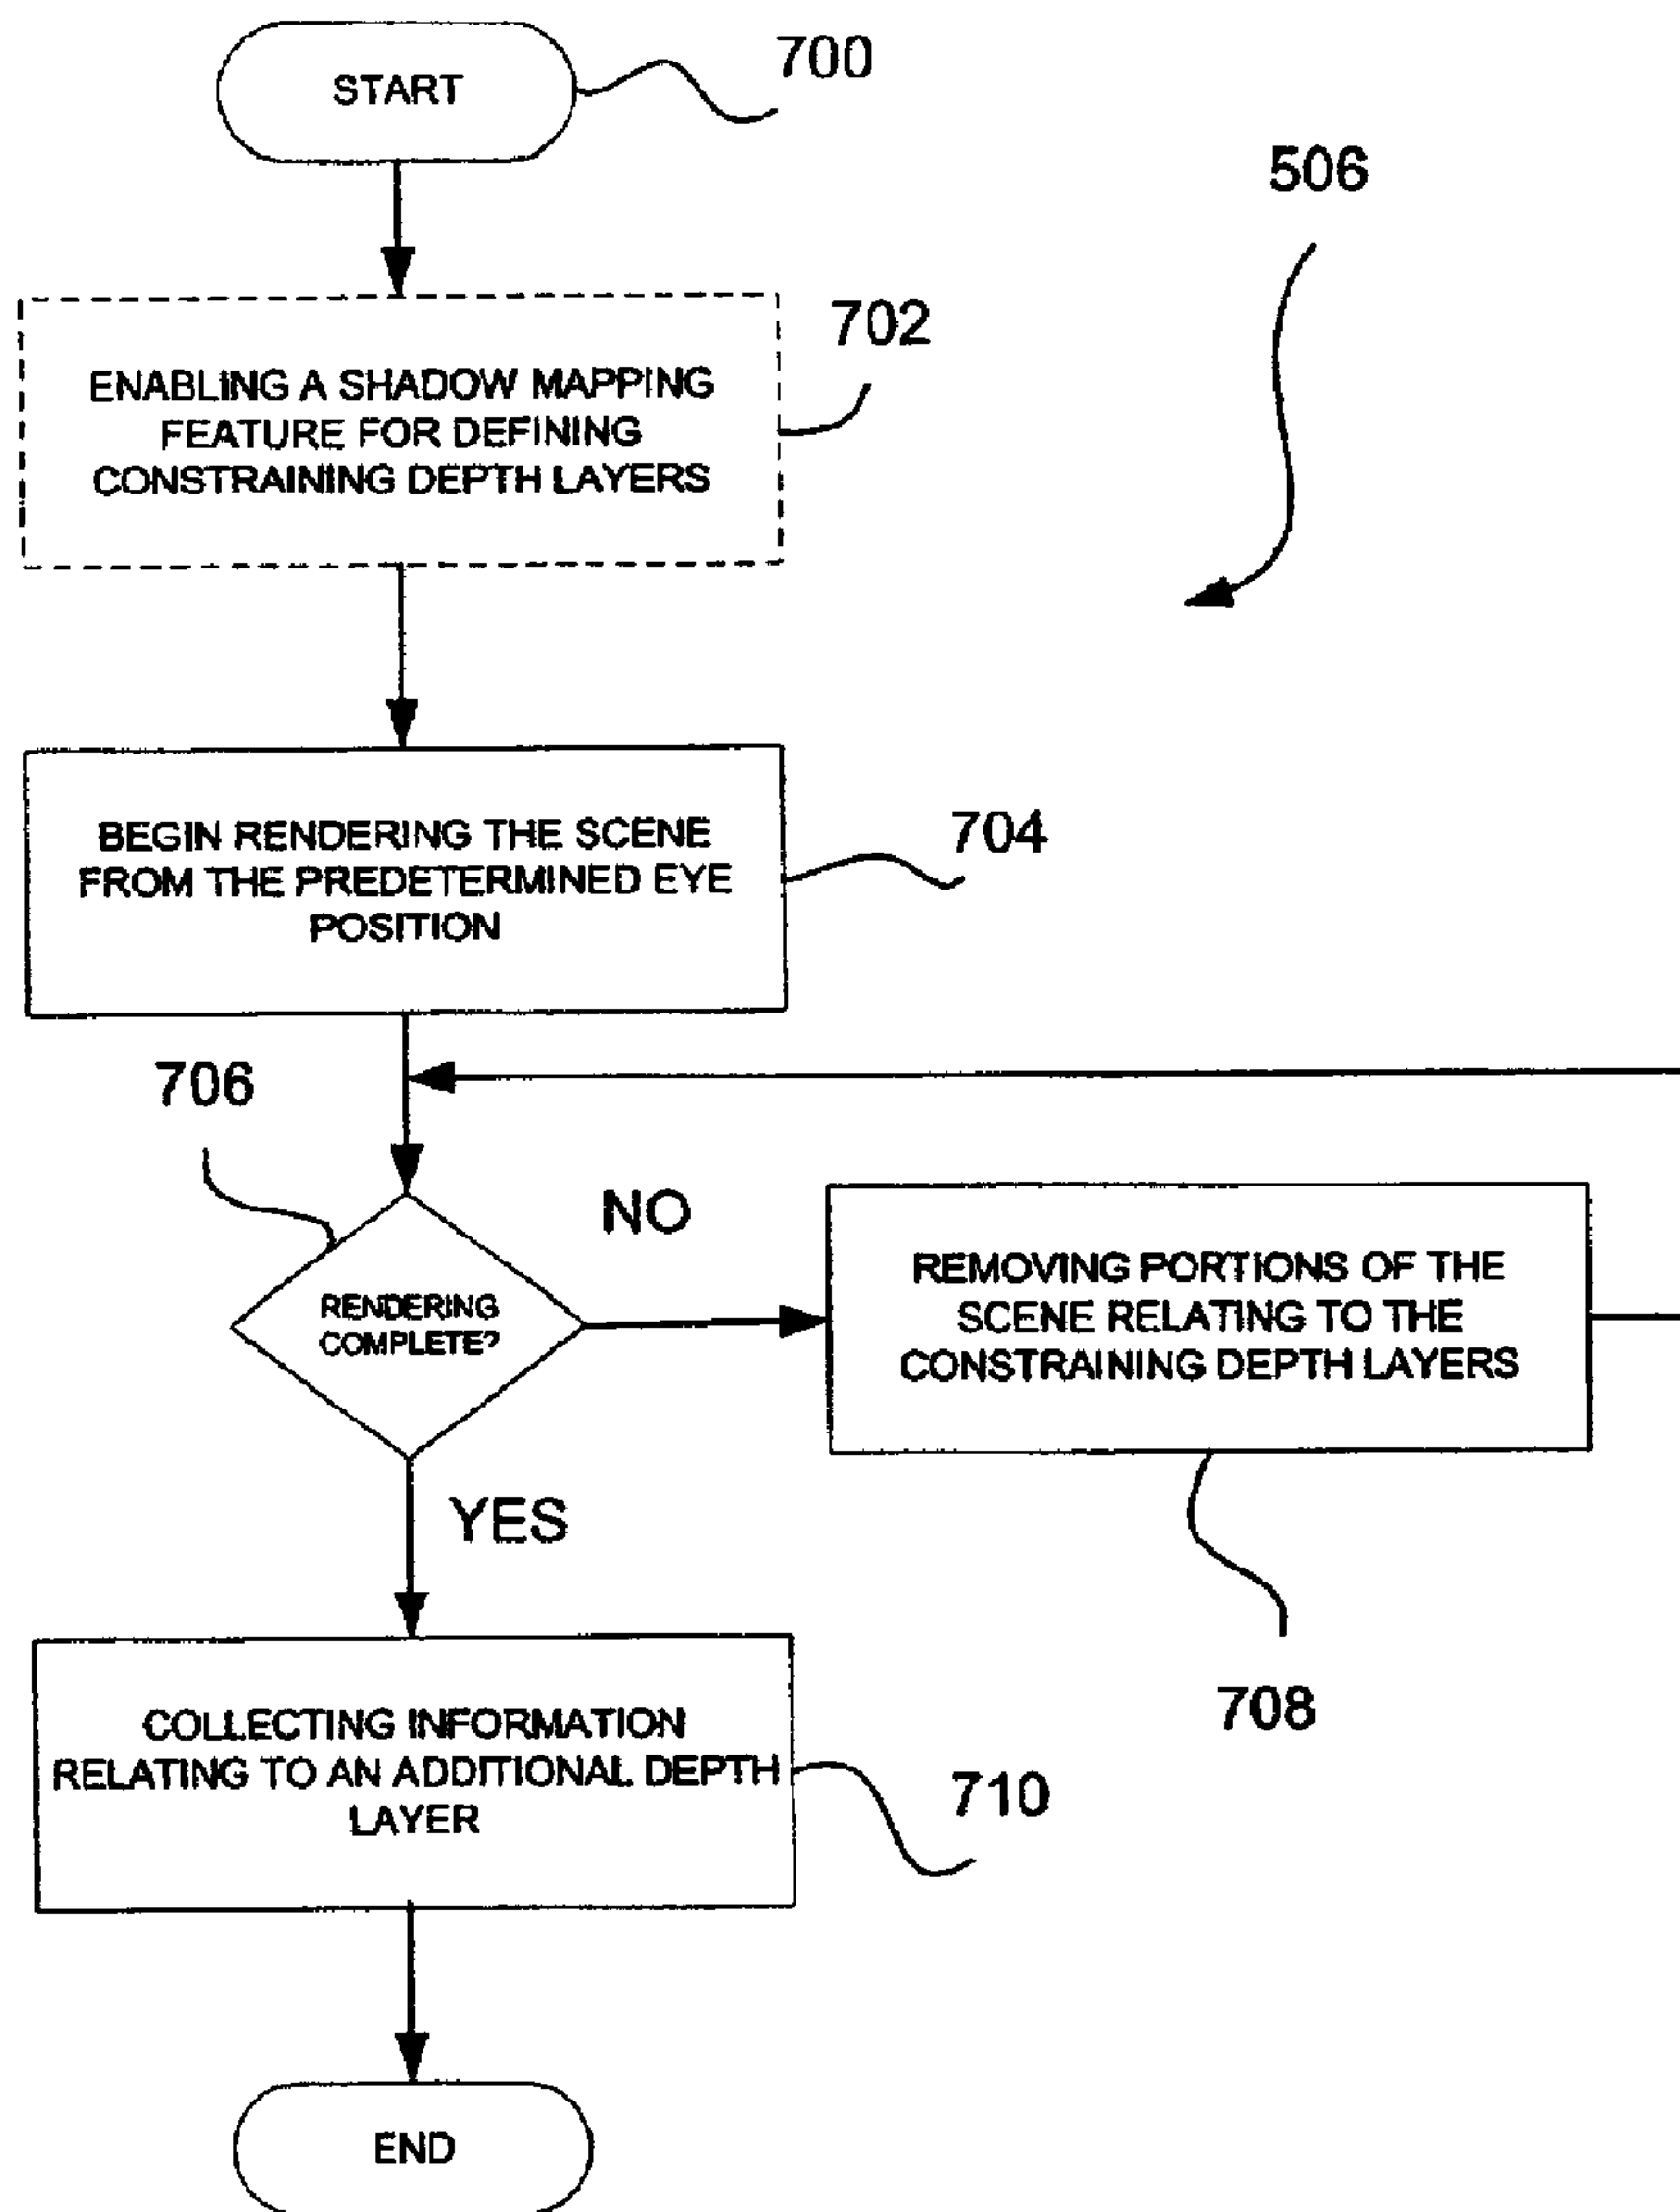 START
700
506
702
ENABLING A SHADOW MAPPING
FEATURE FOR DEFINING
CONSTRAINING DEPTH LAYERS
BEGIN RENDERING THE SCENE
FROM THE PREDETERMINED EYE
POSITION
704
706
NO
RENDERING
COMPLETE?
REMOVING PORTIONS OF THE
SCENE RELATING TO THE
CONSTRAINING DEPTH LAYERS
YES
708
COLLECTING INFORMATION
RELATING TO AN ADDITIONAL DEPTH
LAYER
710
END